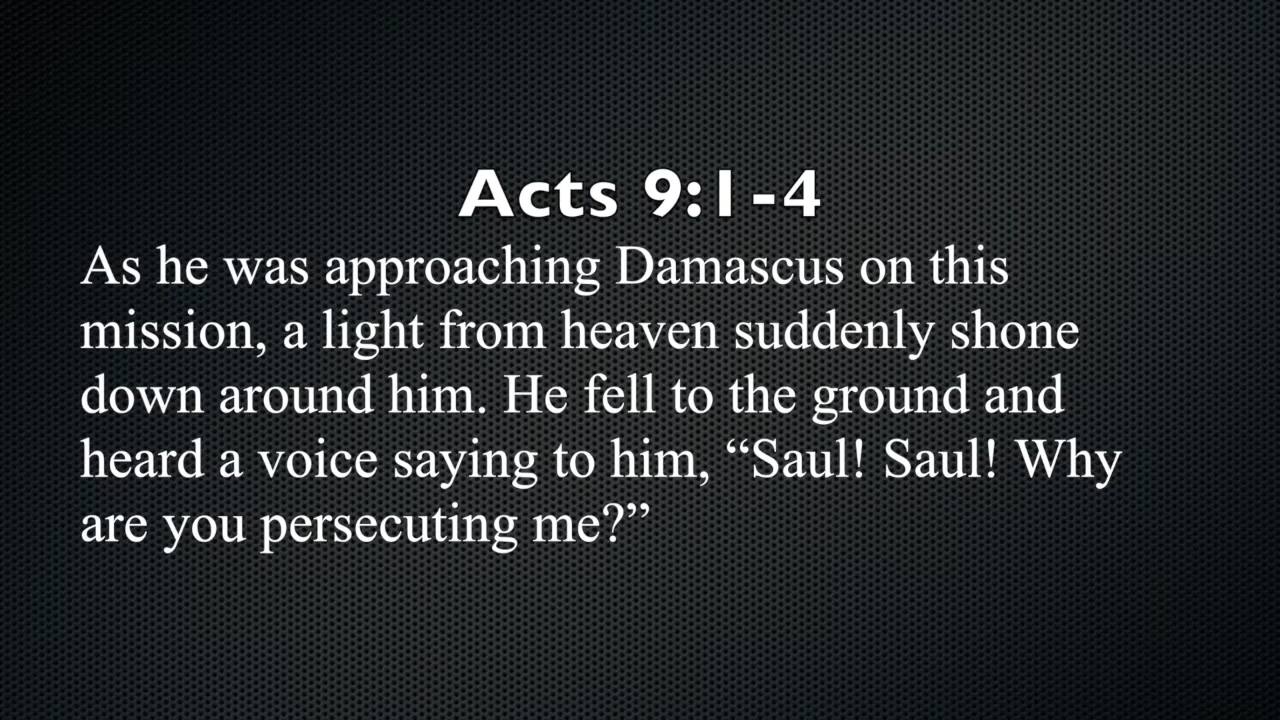 Acts 9:1-4
As he was approaching Damascus on this
mission, a light from heaven suddenly shone
down around him. He fell to the ground and
heard a voice saying to him, “Saul! Saul! Why
are you persecuting me?”